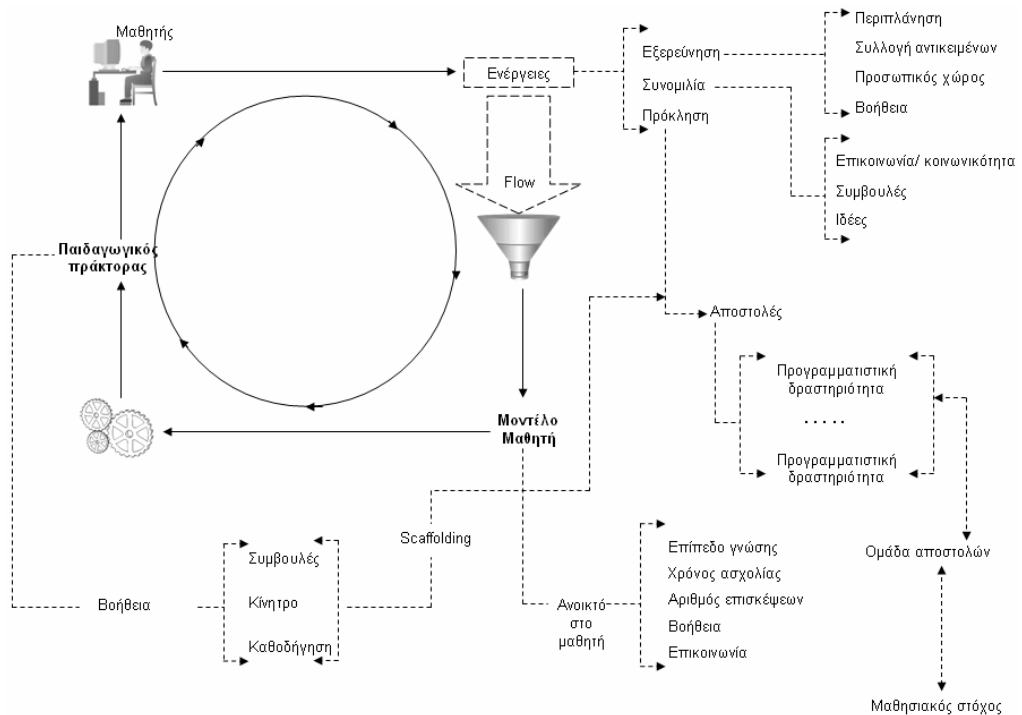 Μαθητής
Ενέργειες
Flow
Εξερεύνηση
Συνομιλία
Πρόκληση
Περιπλάνηση
Συλλογή αντικειμένων
Προσωπικός χώρος
Βοήθεια
Επικοινωνία/ κοινωνικότητα
Συμβουλές
Ιδέες
Παιδαγωγικός
πράκτορας
Αποστολές
Προγραμματιστική
δραστηριότητα
. . . . .
Προγραμματιστική
δραστηριότητα
Μοντέλο
Μαθητή
Scaffolding
Ομάδα αποστολών
Βοήθεια
Συμβουλές
Κίνητρο
Καθοδήγηση
Ανοικτό
στο
μαθητή
Επίπεδο γνώσης
Χρόνος ασχολίας
Αριθμός επισκέψεων
Βοήθεια
Επικοινωνία
Μαθησιακός στόχος